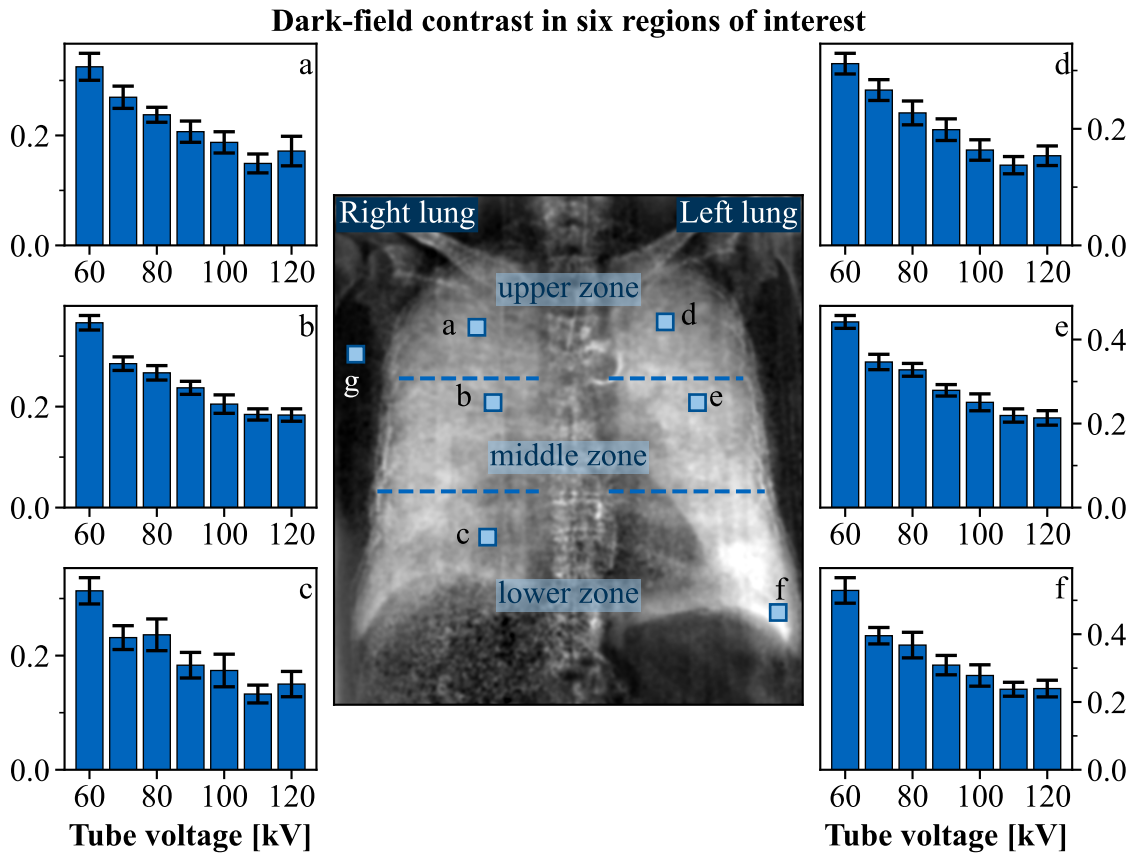 Dark-field contrast in six regions of interest
a
0.2
0.0
60 80 100 120
b
0.2
0.0
60 80 100 120
c
0.2
0.0
60 80 100 120
Tube voltage [kV]
Right lung
Left lung
upper zone
a
d
g
b
e
middle zone
c
lower zone
f
d
0.2
0.0
60 80 100 120
e
0.4
0.2
0.0
60 80 100 120
f
0.4
0.2
0.0
60 80 100 120
Tube voltage [kV]